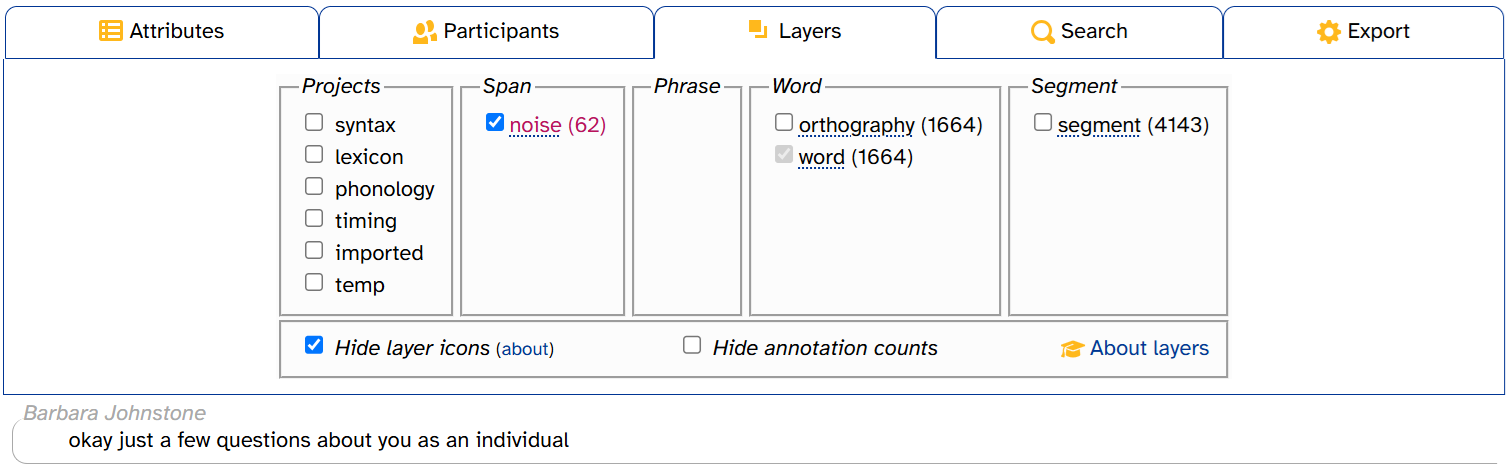 Attributes Participants Layers Search Export
Projects Span Phrase Word Segment
syntax noise (62) orthography (1664) segment (4143)
lexicon word (1664)
phonology
timing
imported
temp
Hide layer icons (about) Hide annotation counts About layers
Barbara Johnstone
okay just a few questions about you as an individual